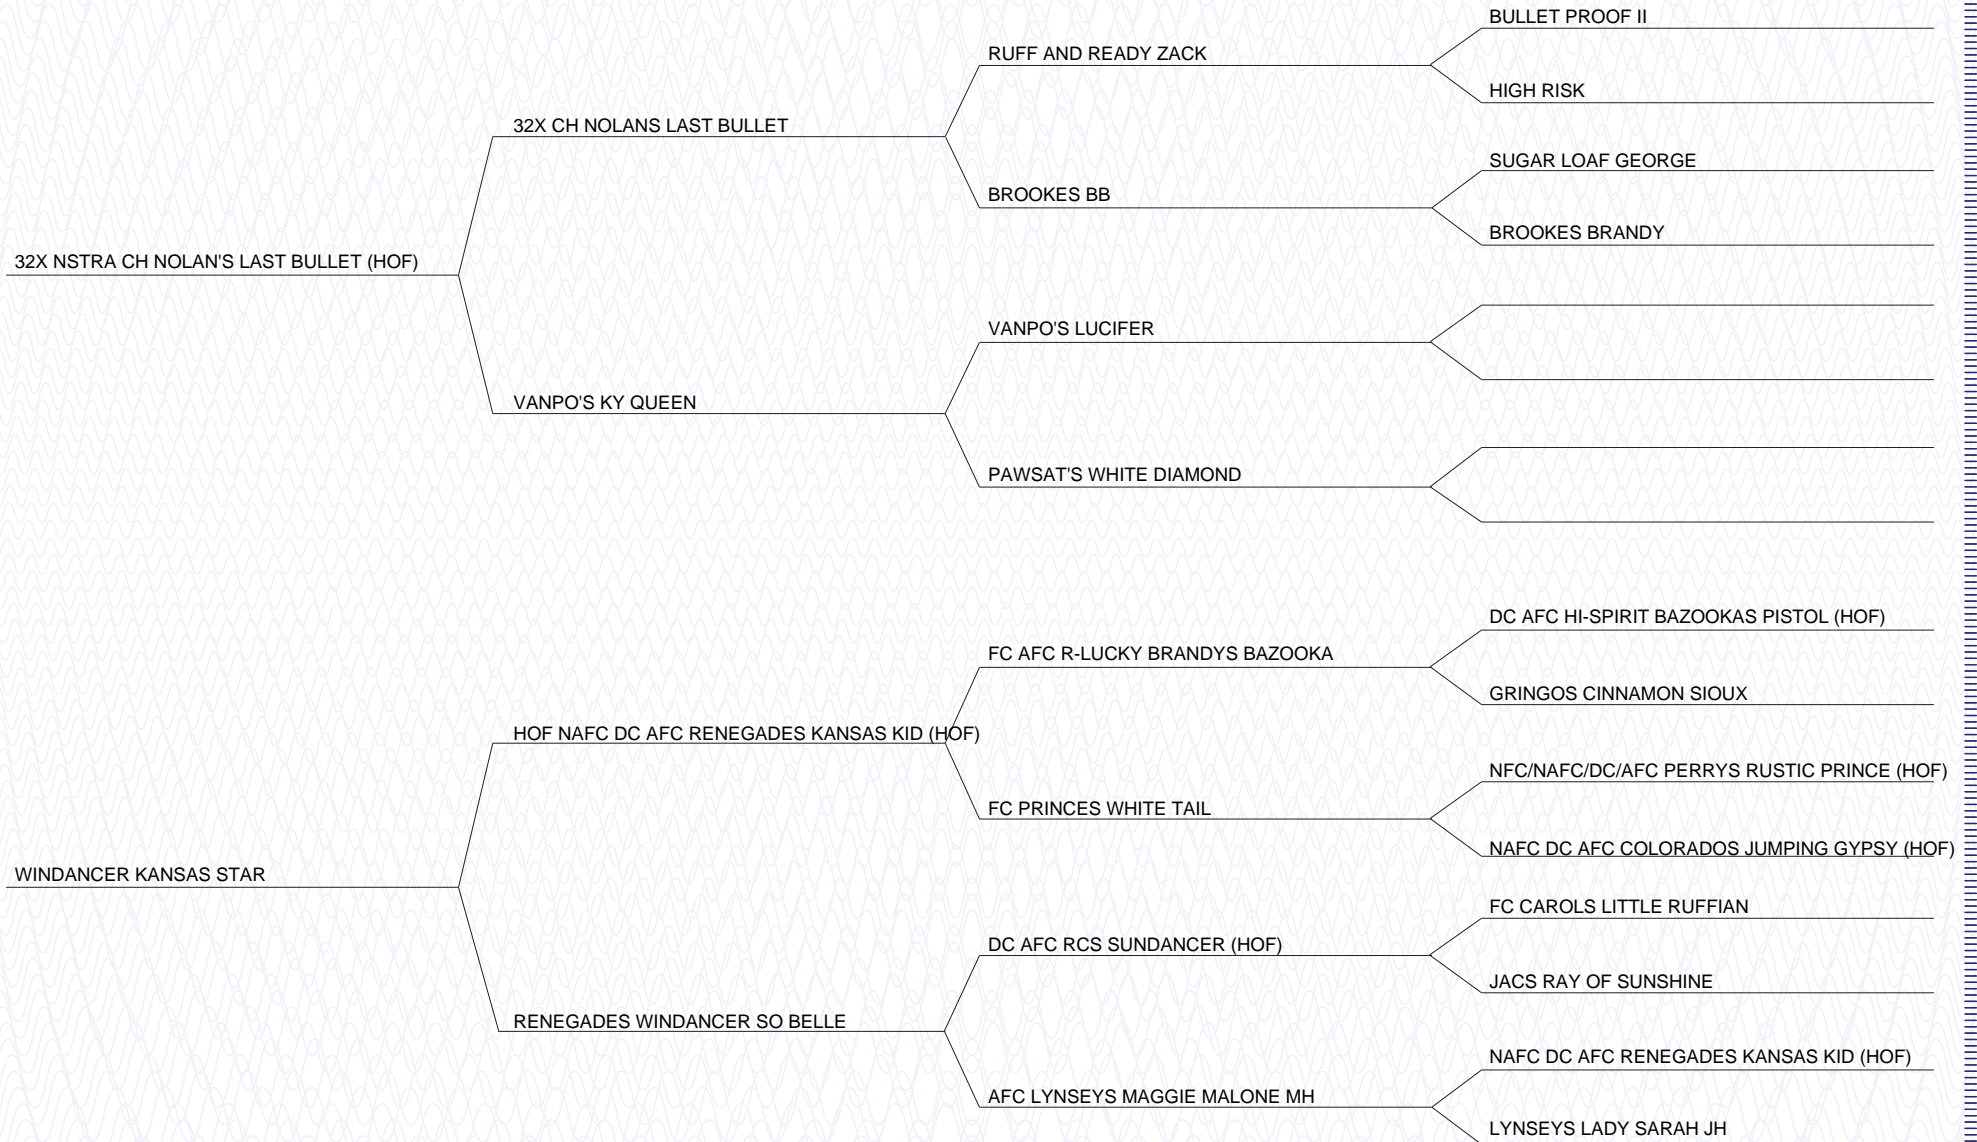 BULLET PROOF II
RUFF AND READY ZACK
HIGH RISK
32X CH NOLANS LAST BULLET
SUGAR LOAF GEORGE
BROOKES BB
BROOKES BRANDY
32X NSTRA CH NOLAN'S LAST BULLET (HOF)
VANPO'S LUCIFER
VANPO'S KY QUEEN
PAWSAT'S WHITE DIAMOND
DC AFC HI-SPIRIT BAZOOKAS PISTOL (HOF)
FC AFC R-LUCKY BRANDYS BAZOOKA
GRINGOS CINNAMON SIOUX
HOF NAFC DC AFC RENEGADES KANSAS KID (HOF)
NFC/NAFC/DC/AFC PERRYS RUSTIC PRINCE (HOF)
FC PRINCES WHITE TAIL
NAFC DC AFC COLORADOS JUMPING GYPSY (HOF)
WINDANCER KANSAS STAR
FC CAROLS LITTLE RUFFIAN
DC AFC RCS SUNDANCER (HOF)
JACS RAY OF SUNSHINE
RENEGADES WINDANCER SO BELLE
NAFC DC AFC RENEGADES KANSAS KID (HOF)
AFC LYNSEYS MAGGIE MALONE MH
LYNSEYS LADY SARAH JH